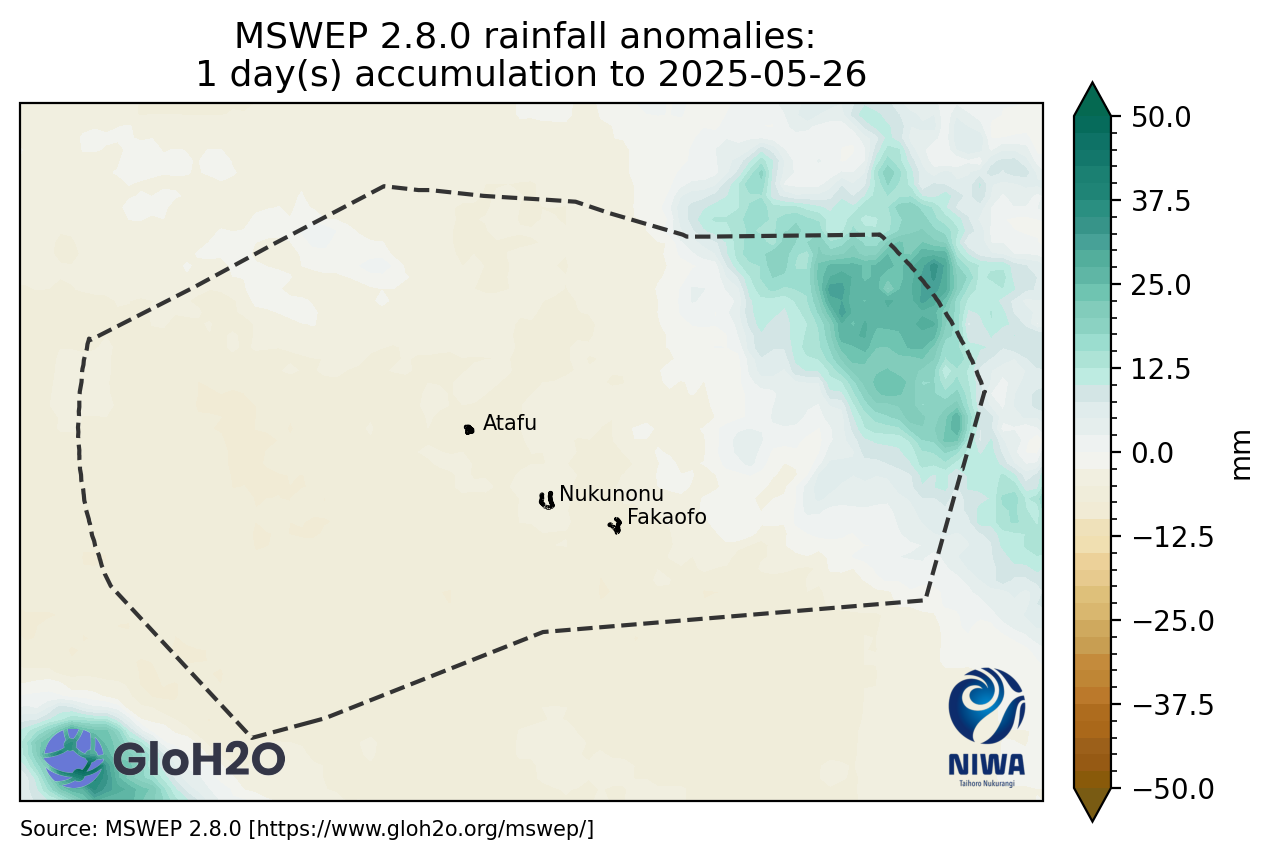 MSWEP 2.8.0 rainfall anomalies:
1 day(s) accumulation to 2025-05-26
50.0
37.5
25.0
12.5
0.0
−12.5
−25.0
−37.5
−50.0
mm
Atafu
Nukunonu
Fakaofo
GloH2O
NIWA
Taihoro Nukurangi
Source: MSWEP 2.8.0 [https://www.gloh2o.org/mswep/]